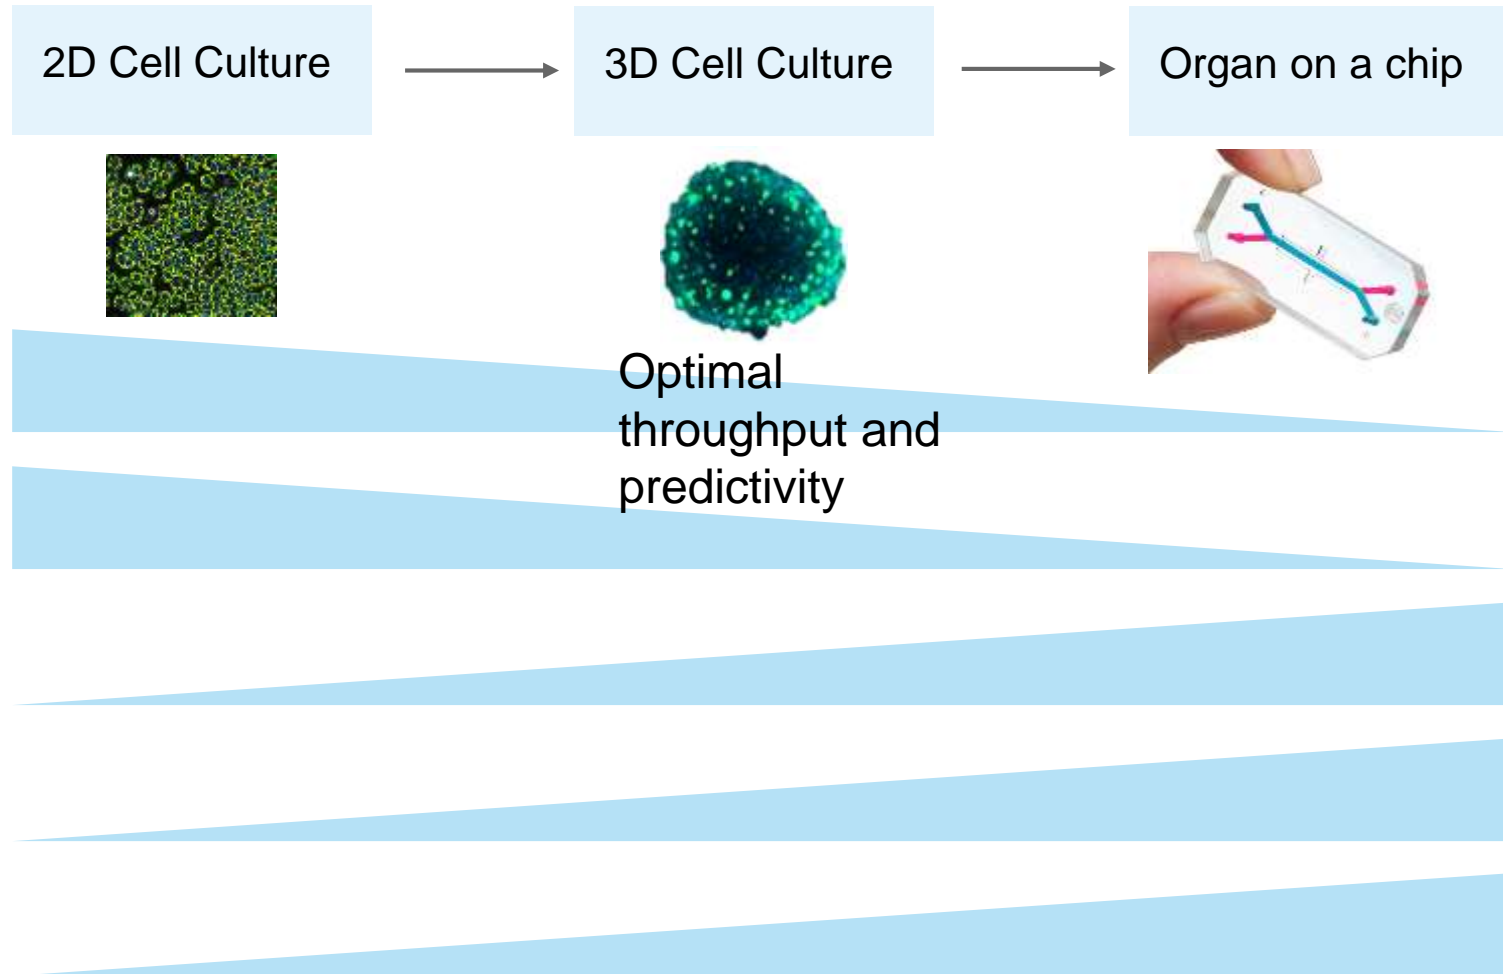 2D Cell Culture
3D Cell Culture
Organ on a chip
Optimal
throughput and
predictivity